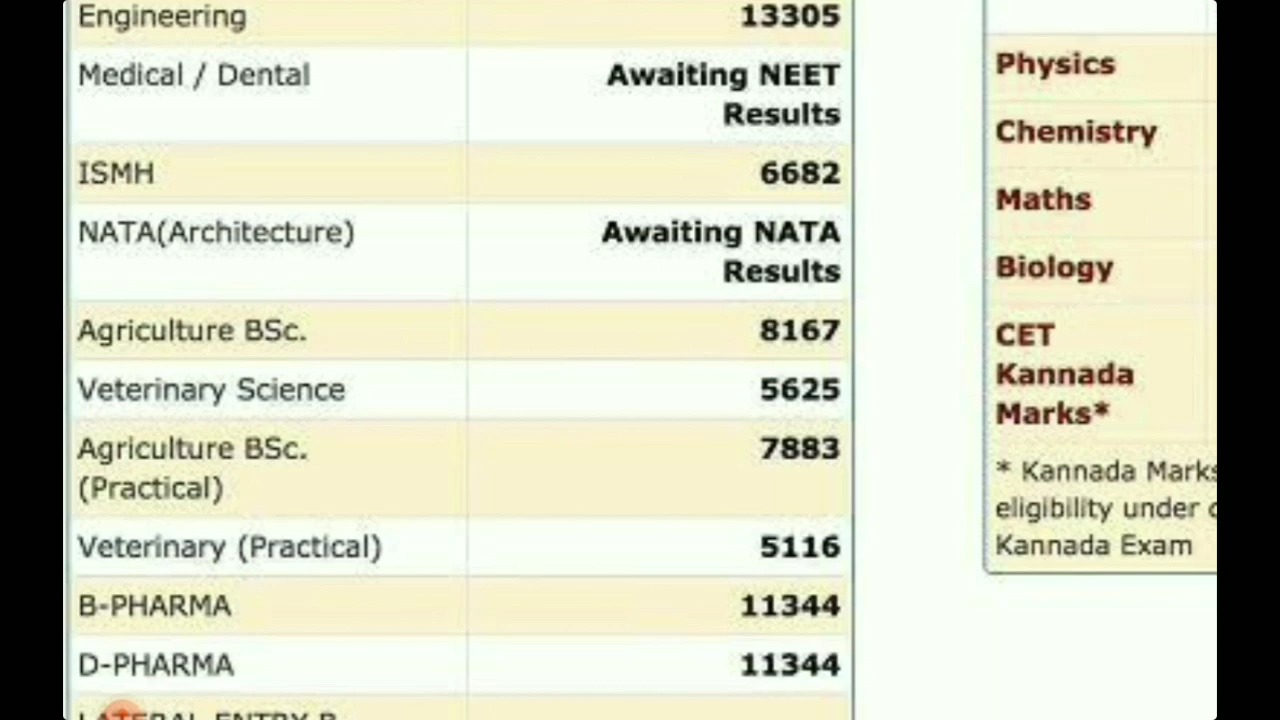 Engineering 13305
Medical / Dental Awaiting NEET
Results
ISMH 6682
NATA(Architecture) Awaiting NATA
Results
Agriculture BSc. 8167
Veterinary Science 5625
Agriculture BSc. 7883
(Practical)
Veterinary (Practical) 5116
B-PHARMA 11344
D-PHARMA 11344
LATERAL ENTRY B
Physics
Chemistry
Maths
Biology
CET
Kannada
Marks*
* Kannada Marks
eligibility under
Kannada Exam